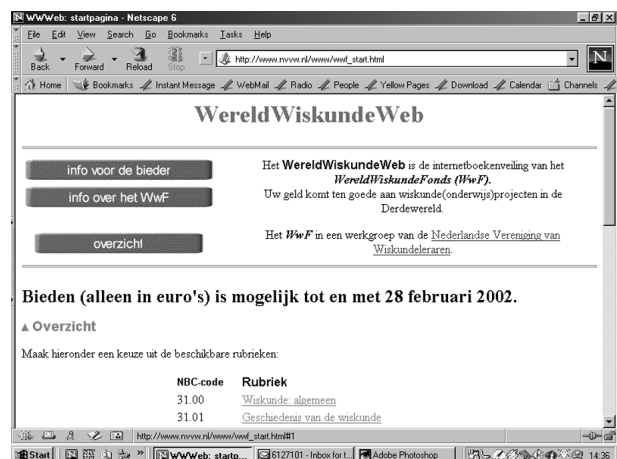 WWWeb: startpagina - Netscape 6
File Edit View Search Go Bookmarks Tasks Help
Back Forward Reload Stop http://www.nvvw.nl/www/wwf_start.html N
Home Bookmarks Instant Message WebMail Radio People Yellow Pages Download Calendar Channels
WereldWiskundeWeb
info voor de bieder
info over het WwF
overzicht
Het WereldWiskundeWeb is de internetboekenveiling van het
WereldWiskundeFonds (WwF).
Uw geld komt ten goede aan wiskunde(onderwijs)projecten in de
Derdewereld.
Het WwF in een werkgroep van de Nederlandse Vereniging van
Wiskundeleraren.
Bieden (alleen in euro's) is mogelijk tot en met 28 februari 2002.
Overzicht
Maak hieronder een keuze uit de beschikbare rubrieken:
NBC-code Rubriek
31.00 Wiskunde: algemeen
31.01 Geschiedenis van de wiskunde
http://www.nvvw.nl/www/wwf_start.html#1
Start WWWeb: startp... 6127101 - Inbox for t... Adobe Photoshop 14:36